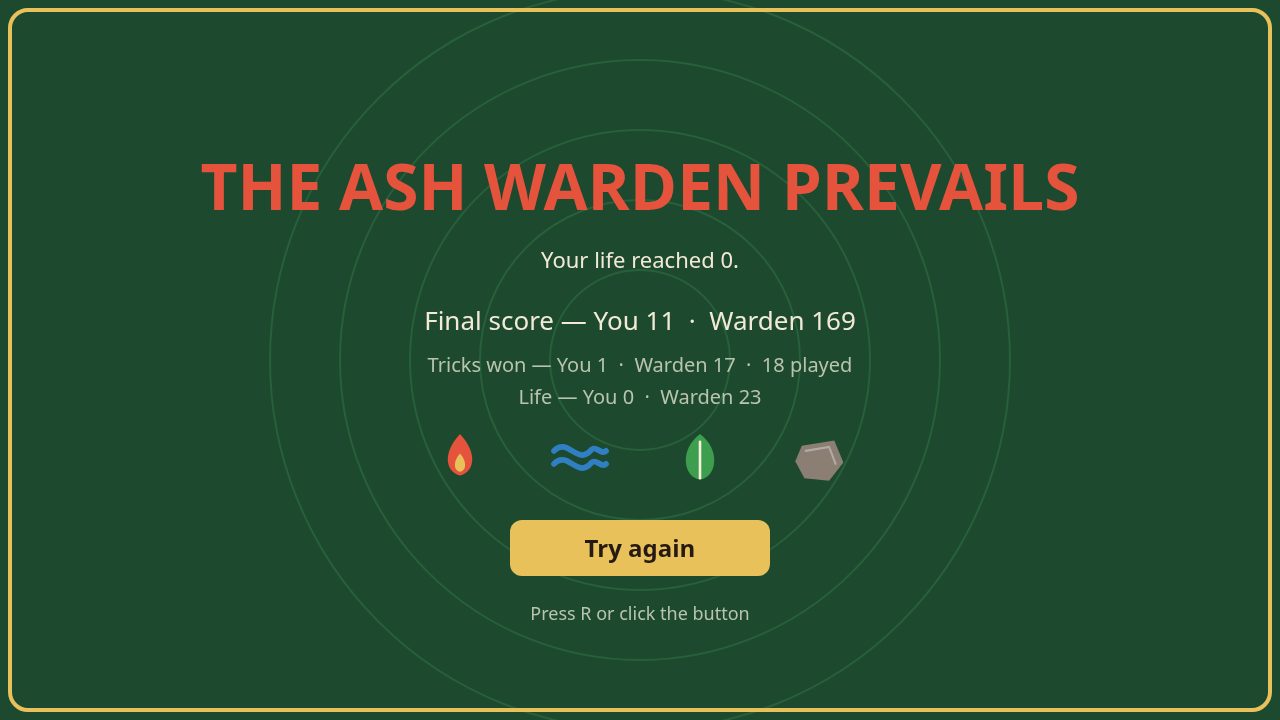 THE ASH WARDEN PREVAILS
Your life reached 0.
Final score — You 11 · Warden 169
Tricks won — You 1 · Warden 17 · 18 played
Life — You 0 · Warden 23
Try again
Press R or click the button